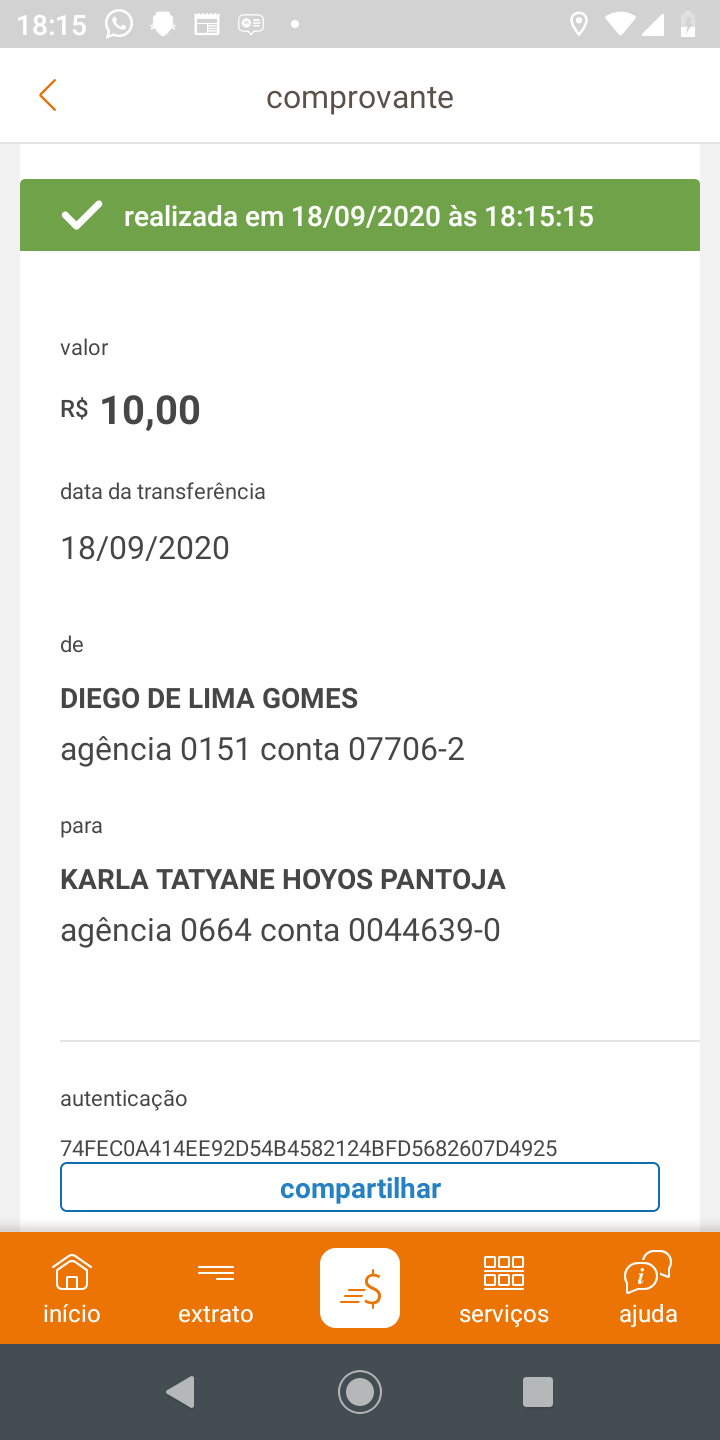 18:15
comprovante
realizada em 18/09/2020 às 18:15:15
valor
R$ 10,00
data da transferência
18/09/2020
de
DIEGO DE LIMA GOMES
agência 0151 conta 07706-2
para
KARLA TATYANE HOYOS PANTOJA
agência 0664 conta 0044639-0
autenticação
74FEC0A414EE92D54B4582124BFD5682607D4925
compartilhar
início extrato serviços ajuda